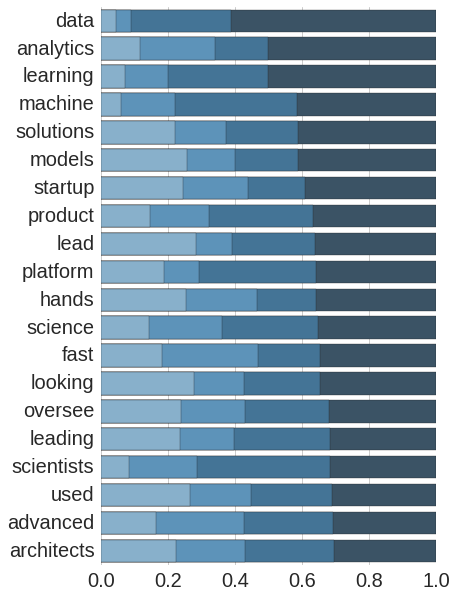 data
analytics
learning
machine
solutions
models
startup
product
lead
platform
hands
science
fast
looking
oversee
leading
scientists
used
advanced
architects
0.0 0.2 0.4 0.6 0.8 1.0